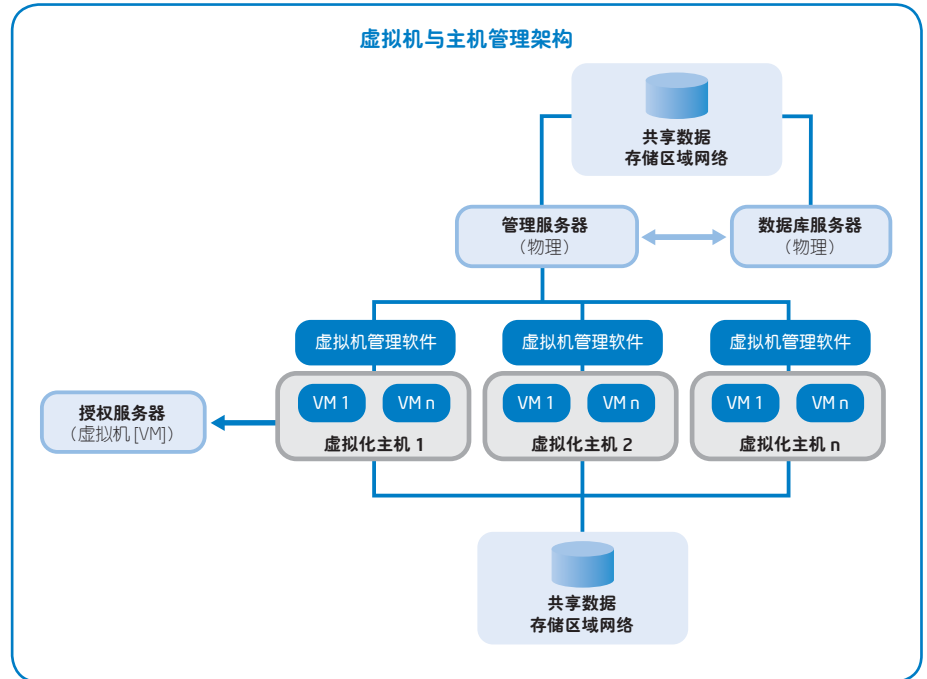 虚拟机与主机管理架构
共享数据
存储区域网络
管理服务器
（物理）
数据库服务器
（物理）
虚拟机管理软件
虚拟机管理软件
虚拟机管理软件
VM 1
VM n
虚拟化主机 1
VM 1
VM n
虚拟化主机 2
VM 1
VM n
虚拟化主机 n
授权服务器
（虚拟机 [VM]）
共享数据
存储区域网络